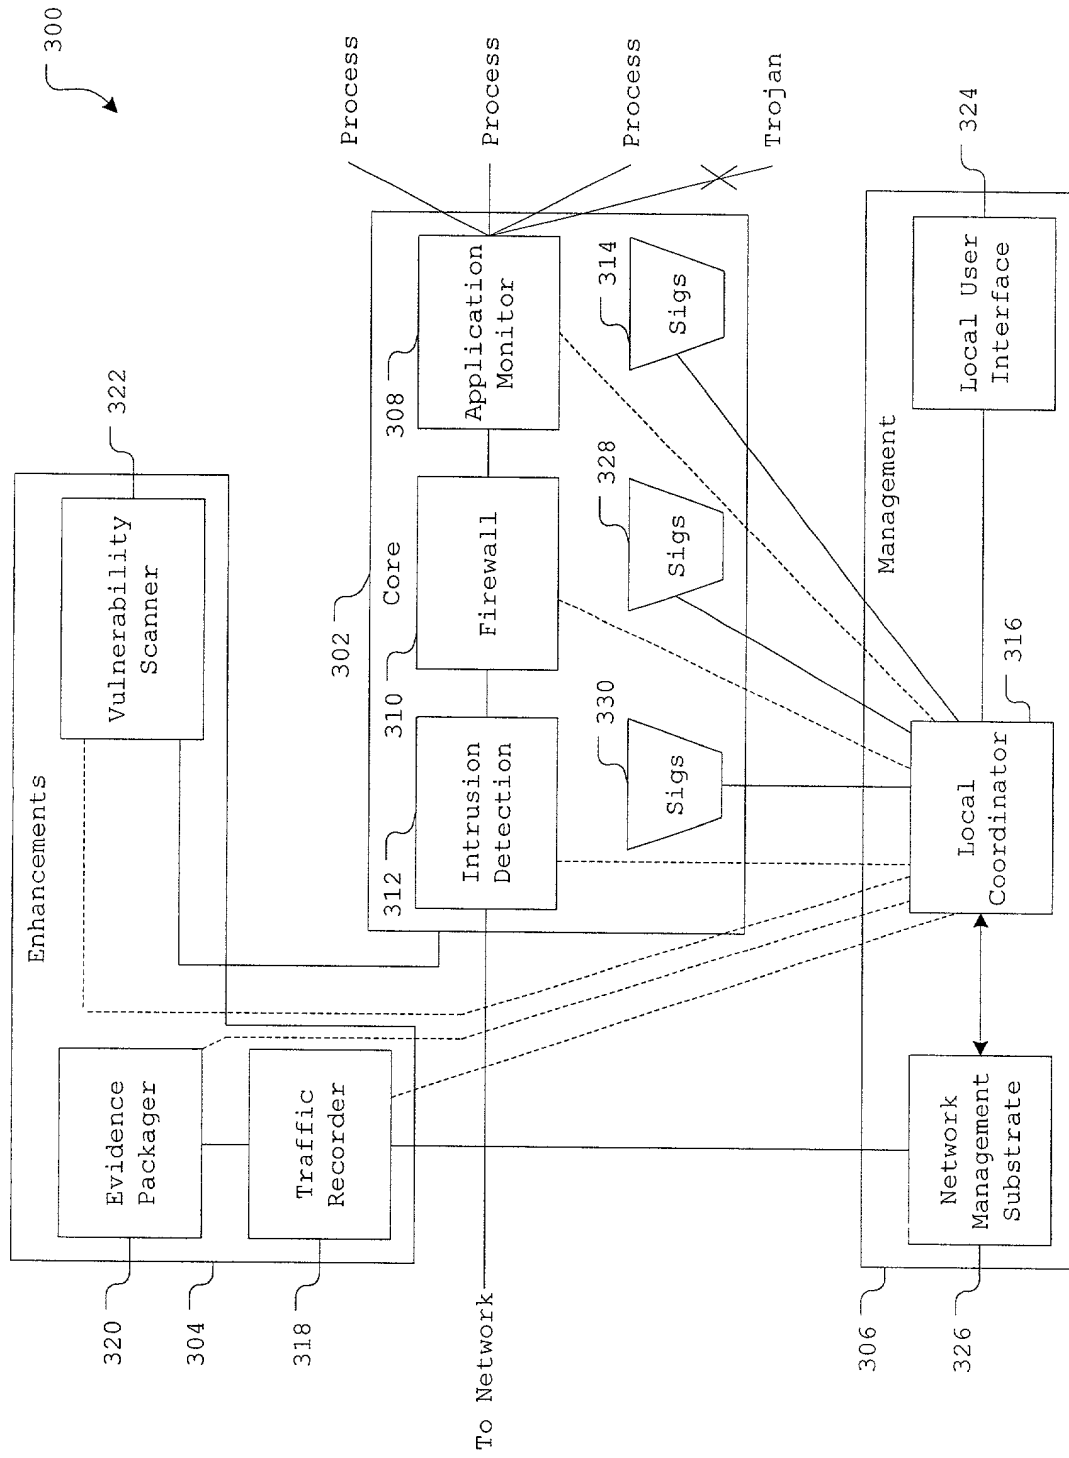 300
Enhancements
322
Vulnerability
Scanner
Evidence
Packager
Traffic
Recorder
320
304
318
302
Core
312
Intrusion
Detection
310
Firewall
308
Application
Monitor
Process
Process
Process
Trojan
330
Sigs
328
Sigs
314
Sigs
To Network
Management
324
Local User
Interface
316
Local
Coordinator
Network
Management
Substrate
306
326